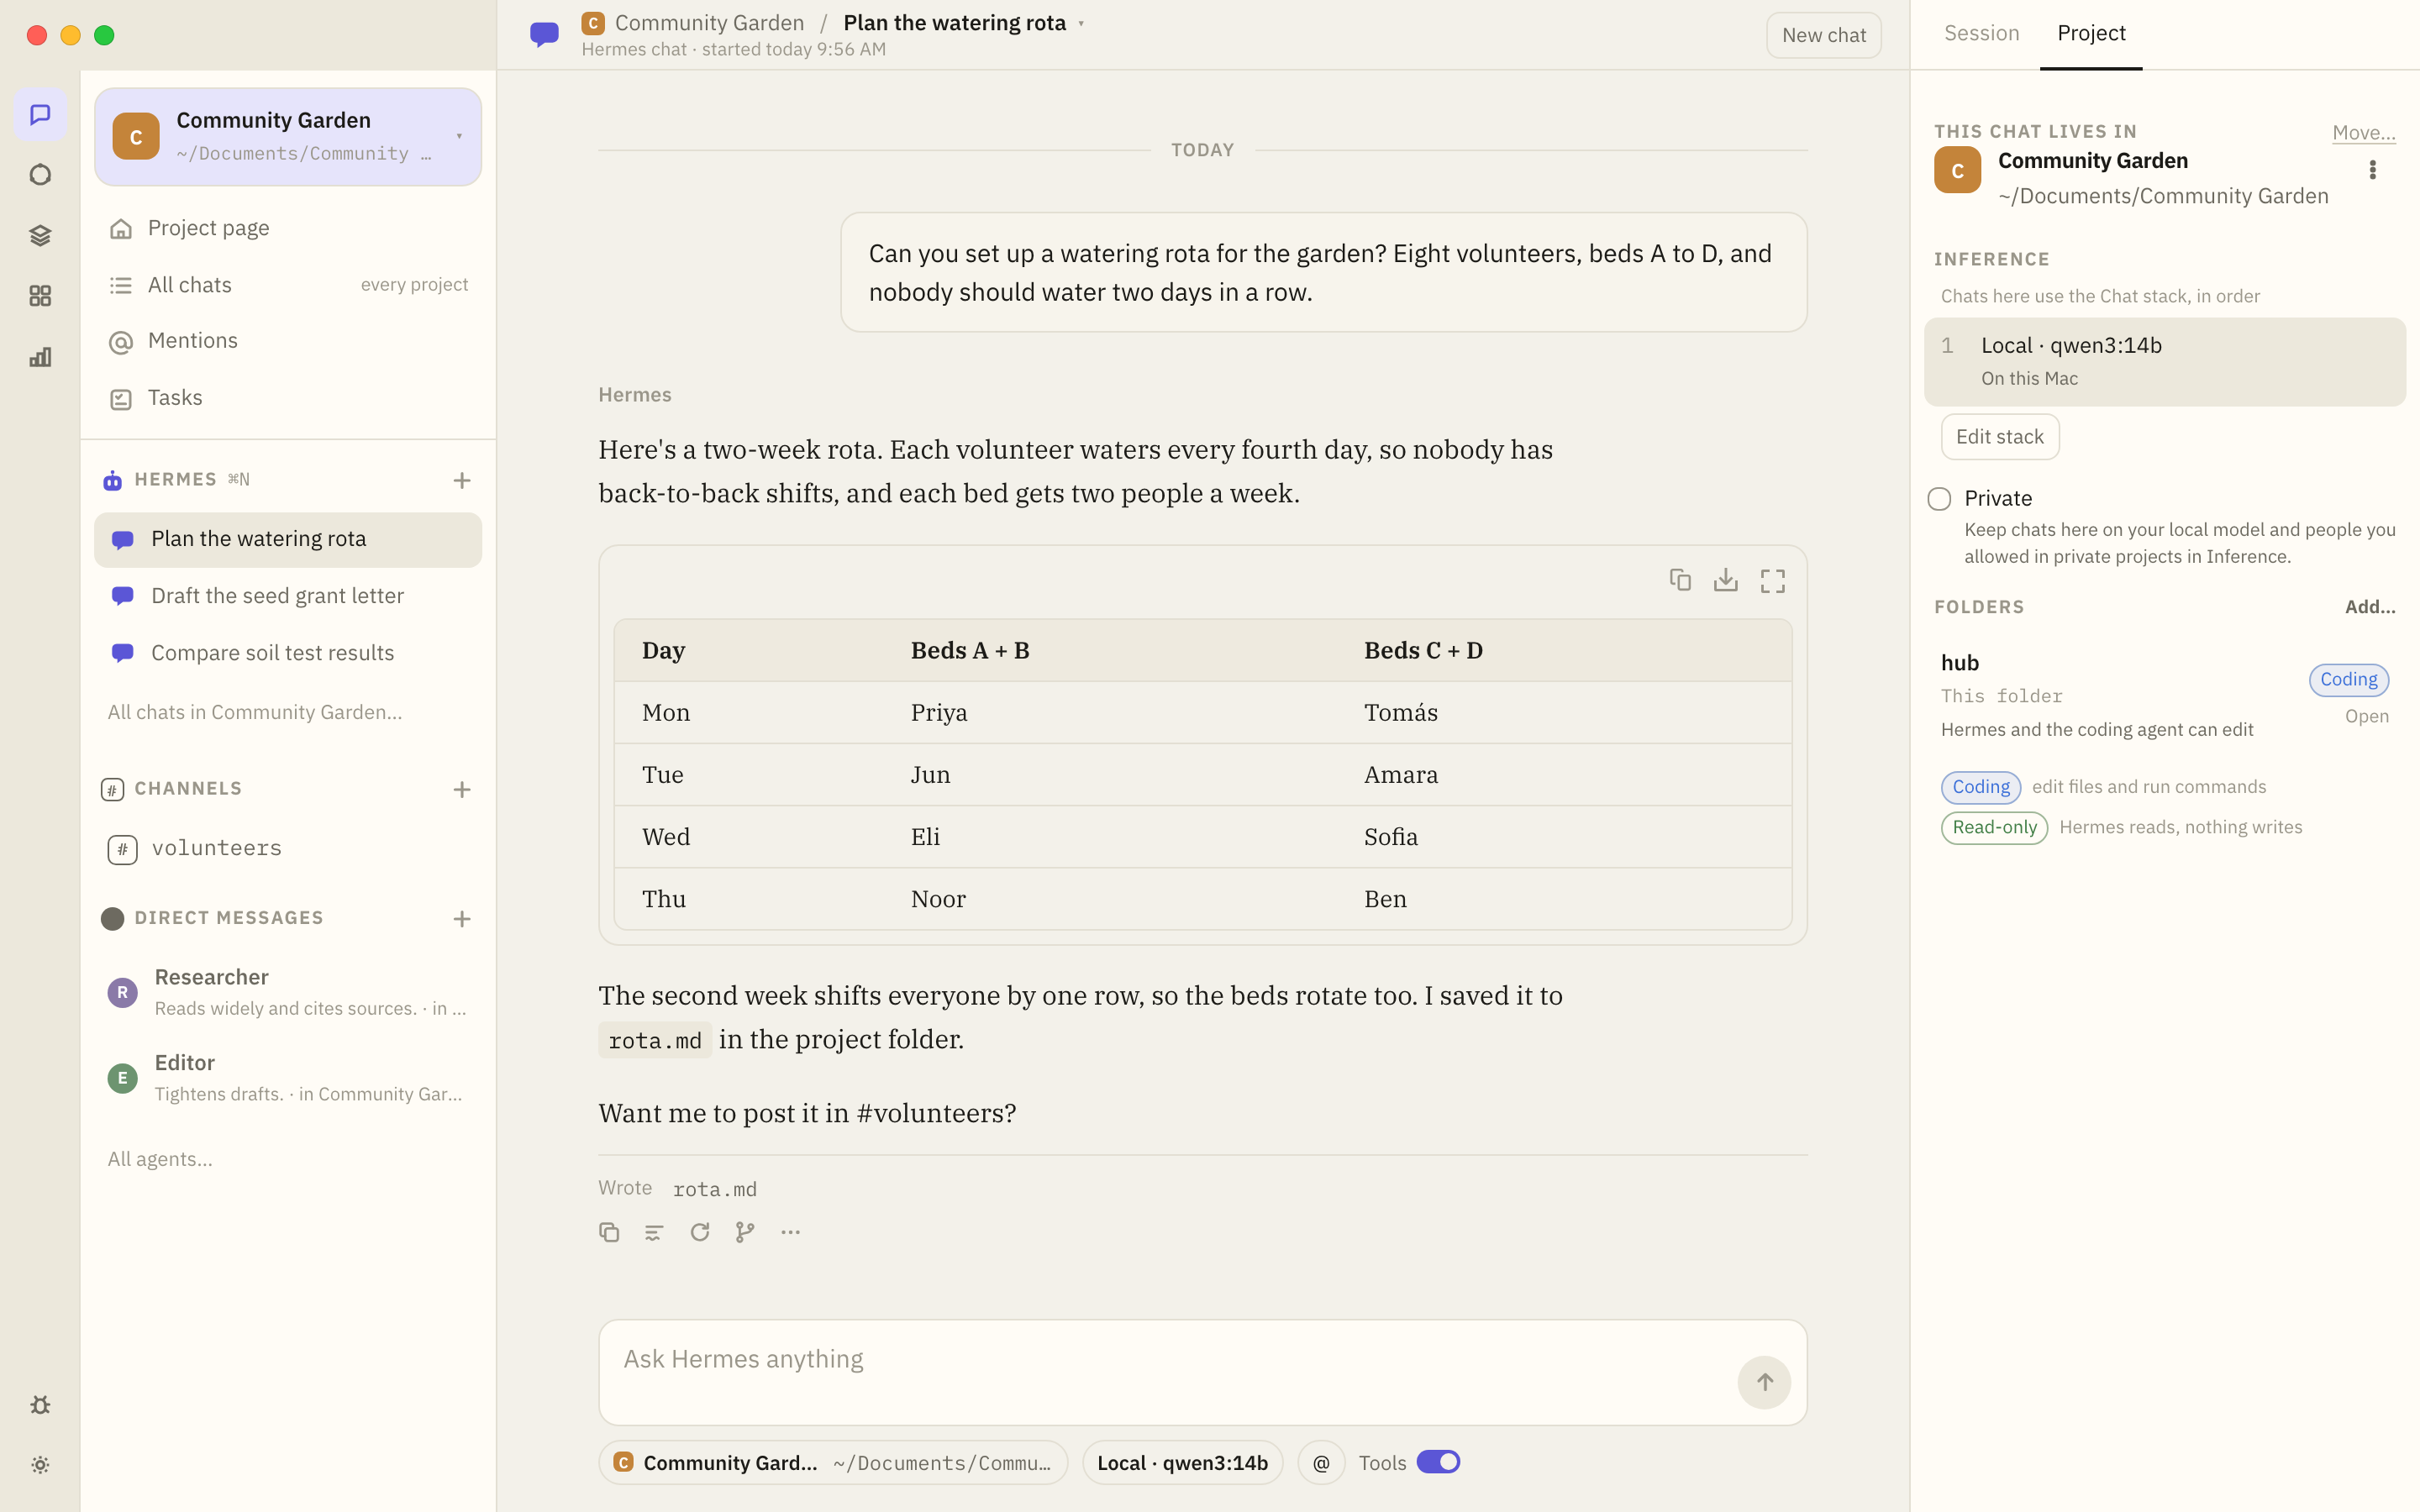 C Community Garden / Plan the watering rota
Hermes chat · started today 9:56 AM
New chat
Session Project
C Community Garden
~/Documents/Community …
Project page
All chats every project
Mentions
Tasks
HERMES ⌘N
Plan the watering rota
Draft the seed grant letter
Compare soil test results
All chats in Community Garden...
# CHANNELS
# volunteers
DIRECT MESSAGES
R Researcher
Reads widely and cites sources. · in ...
E Editor
Tightens drafts. · in Community Gar...
All agents...
TODAY
Can you set up a watering rota for the garden? Eight volunteers, beds A to D, and
nobody should water two days in a row.
Hermes
Here's a two-week rota. Each volunteer waters every fourth day, so nobody has
back-to-back shifts, and each bed gets two people a week.
Day Beds A + B Beds C + D
Mon Priya Tomás
Tue Jun Amara
Wed Eli Sofia
Thu Noor Ben
The second week shifts everyone by one row, so the beds rotate too. I saved it to
rota.md in the project folder.
Want me to post it in #volunteers?
Wrote rota.md
Ask Hermes anything
C Community Gard... ~/Documents/Commu… Local · qwen3:14b @ Tools
THIS CHAT LIVES IN Move...
C Community Garden
~/Documents/Community Garden
INFERENCE
Chats here use the Chat stack, in order
1 Local · qwen3:14b
On this Mac
Edit stack
Private
Keep chats here on your local model and people you
allowed in private projects in Inference.
FOLDERS Add...
hub
Coding
This folder
Open
Hermes and the coding agent can edit
Coding edit files and run commands
Read-only Hermes reads, nothing writes